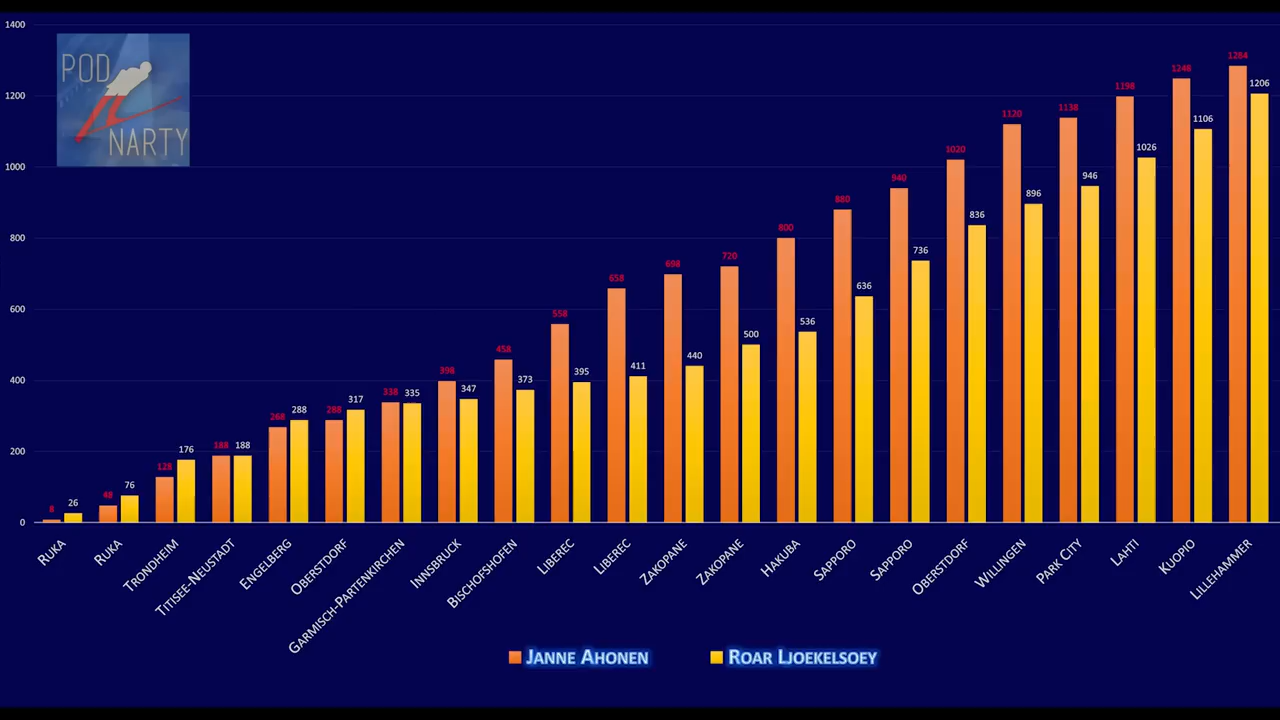 1400
1200
1000
800
600
400
200
0
POD
NARTY
8 26
48 76
128 176
188 188
268 288
288 317
338 335
398 347
458 373
558 395
658 411
698 440
720 500
800 536
880 636
940 736
1020 836
1120 896
1138 946
1198 1026
1248 1106
1284 1206
RUKA
RUKA
TRONDHEIM
TITISEE-NEUSTADT
ENGELBERG
OBERSTDORF
GARMISCH-PARTENKIRCHEN
INNSBRUCK
BISCHOFSHOFEN
LIBEREC
LIBEREC
ZAKOPANE
ZAKOPANE
HAKUBA
SAPPORO
SAPPORO
OBERSTDORF
WILLINGEN
PARK CITY
LAHTI
KUOPIO
LILLEHAMMER
JANNE AHONEN
ROAR LJOEKELSOEY